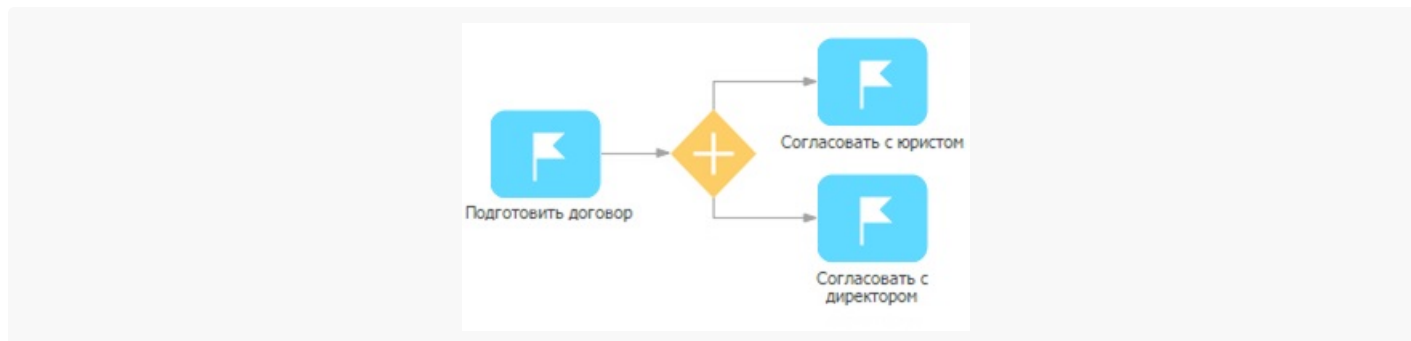 Согласовать с юристом
Подготовить договор
Согласовать с
директором